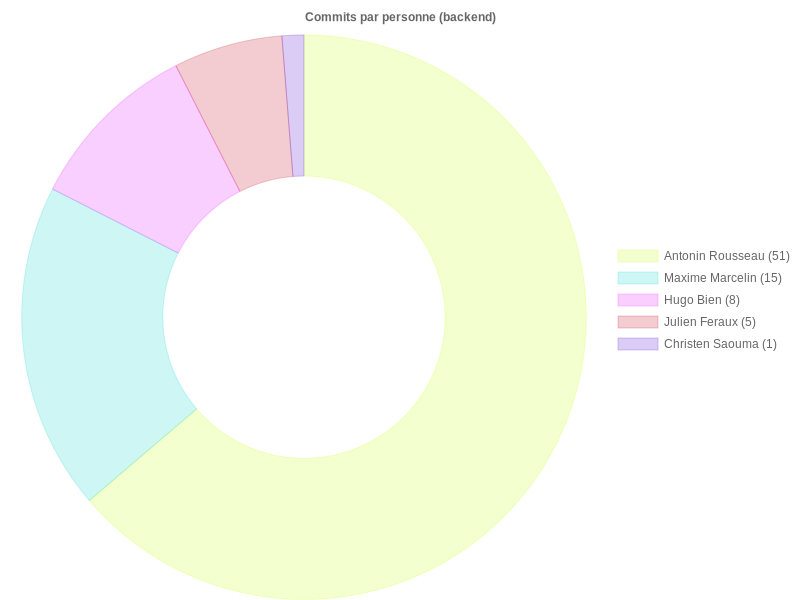 Commits par personne (backend)
Antonin Rousseau (51)
Maxime Marcelin (15)
Hugo Bien (8)
Julien Feraux (5)
Christen Saouma (1)